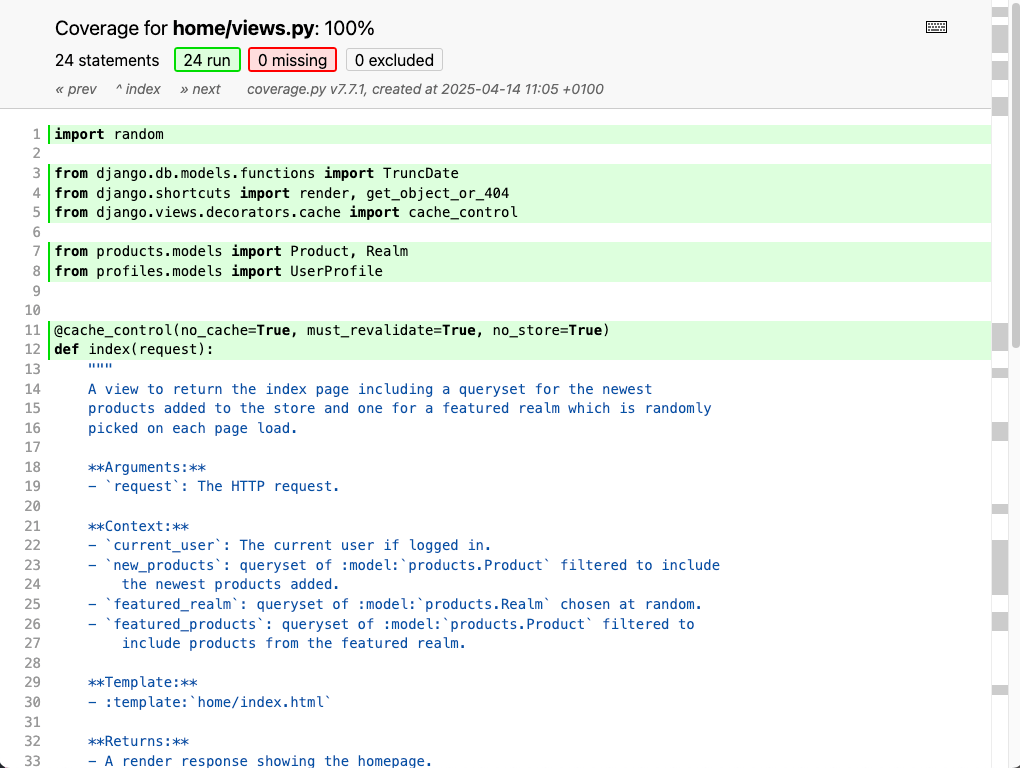 Coverage for home/views.py: 100%
24 statements 24 run 0 missing 0 excluded
« prev ^ index » next coverage.py v7.7.1, created at 2025-04-14 11:05 +0100
1 import random
2
3 from django.db.models.functions import TruncDate
4 from django.shortcuts import render, get_object_or_404
5 from django.views.decorators.cache import cache_control
6
7 from products.models import Product, Realm
8 from profiles.models import UserProfile
9
10
11 @cache_control(no_cache=True, must_revalidate=True, no_store=True)
12 def index(request):
13     """
14     A view to return the index page including a queryset for the newest
15     products added to the store and one for a featured realm which is randomly
16     picked on each page load.
17
18     **Arguments:**
19     - `request`: The HTTP request.
20
21     **Context:**
22     - `current_user`: The current user if logged in.
23     - `new_products`: queryset of :model:`products.Product` filtered to include
24         the newest products added.
25     - `featured_realm`: queryset of :model:`products.Realm` chosen at random.
26     - `featured_products`: queryset of :model:`products.Product` filtered to
27         include products from the featured realm.
28
29     **Template:**
30     - :template:`home/index.html`
31
32     **Returns:**
33     - A render response showing the homepage.